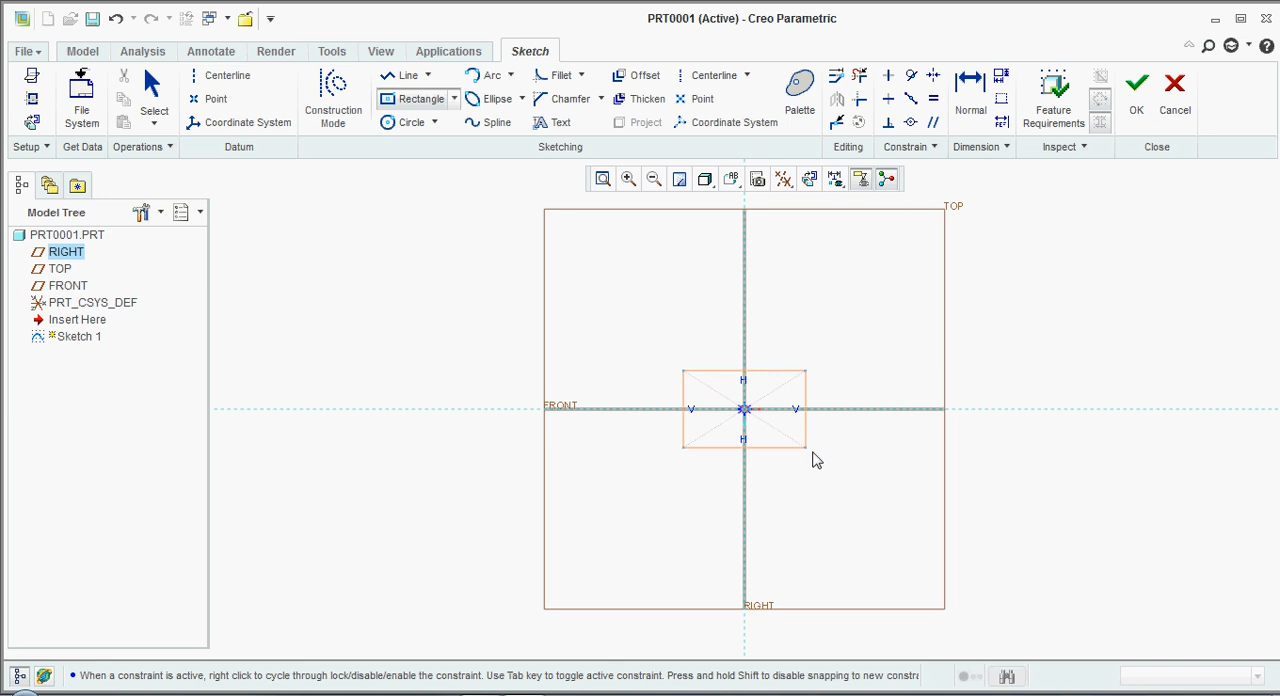 PRT0001 (Active) - Creo Parametric
File Model Analysis Annotate Render Tools View Applications Sketch
File System
Select
Centerline
Point
Coordinate System
Construction Mode
Line
Rectangle
Circle
Arc
Ellipse
Spline
Fillet
Chamfer
Text
Offset
Thicken
Project
Centerline
Point
Coordinate System
Palette
Normal
Feature Requirements
OK
Cancel
Setup Get Data Operations Datum Sketching Editing Constrain Dimension Inspect Close
Model Tree
PRT0001.PRT
RIGHT
TOP
FRONT
PRT_CSYS_DEF
Insert Here
Sketch 1
TOP
H
FRONT
V
V
H
RIGHT
When a constraint is active, right click to cycle through lock/disable/enable the constraint. Use Tab key to toggle active constraint. Press and hold Shift to disable snapping to new constra